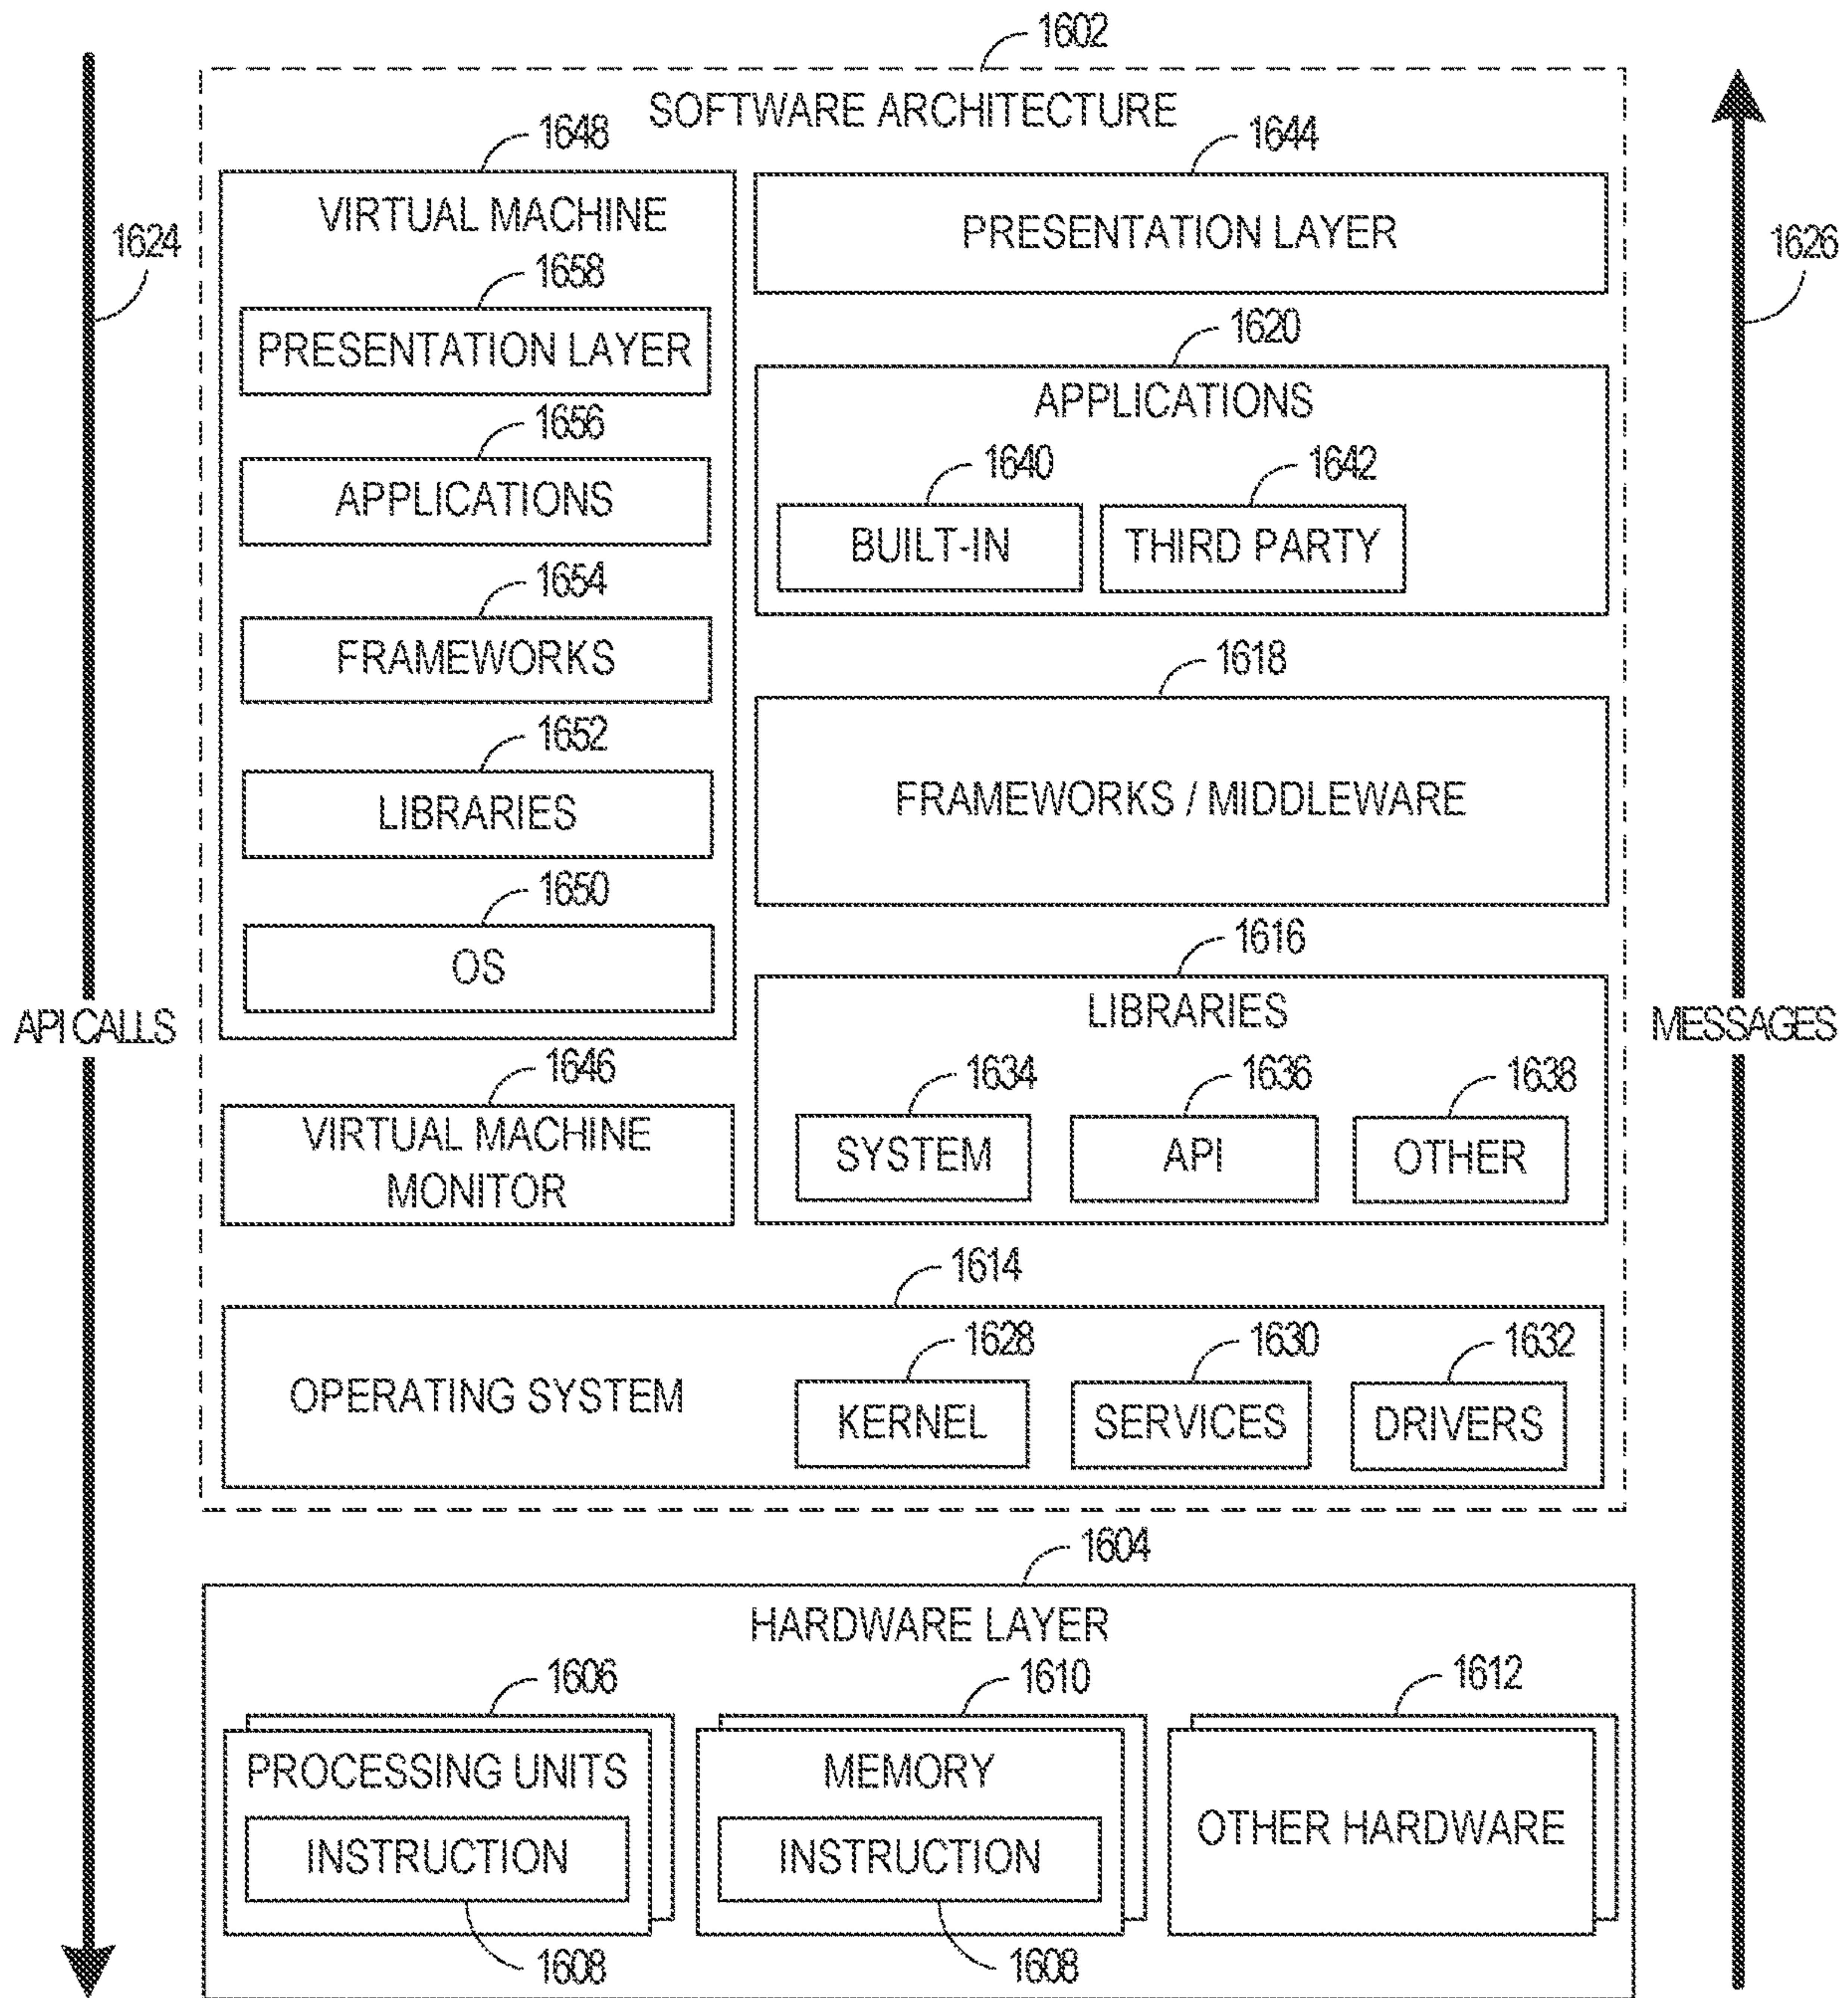 1602
SOFTWARE ARCHITECTURE
1648
VIRTUAL MACHINE
1658
PRESENTATION LAYER
1656
APPLICATIONS
1654
FRAMEWORKS
1652
LIBRARIES
1650
OS
1646
VIRTUAL MACHINE
MONITOR
1644
PRESENTATION LAYER
1620
APPLICATIONS
1640
BUILT-IN
1642
THIRD PARTY
1618
FRAMEWORKS / MIDDLEWARE
1616
LIBRARIES
1634
SYSTEM
1636
API
1638
OTHER
1614
OPERATING SYSTEM
1628
KERNEL
1630
SERVICES
1632
DRIVERS
1604
HARDWARE LAYER
1606
PROCESSING UNITS
INSTRUCTION
1608
1610
MEMORY
INSTRUCTION
1608
1612
OTHER HARDWARE
1624
API CALLS
1626
MESSAGES